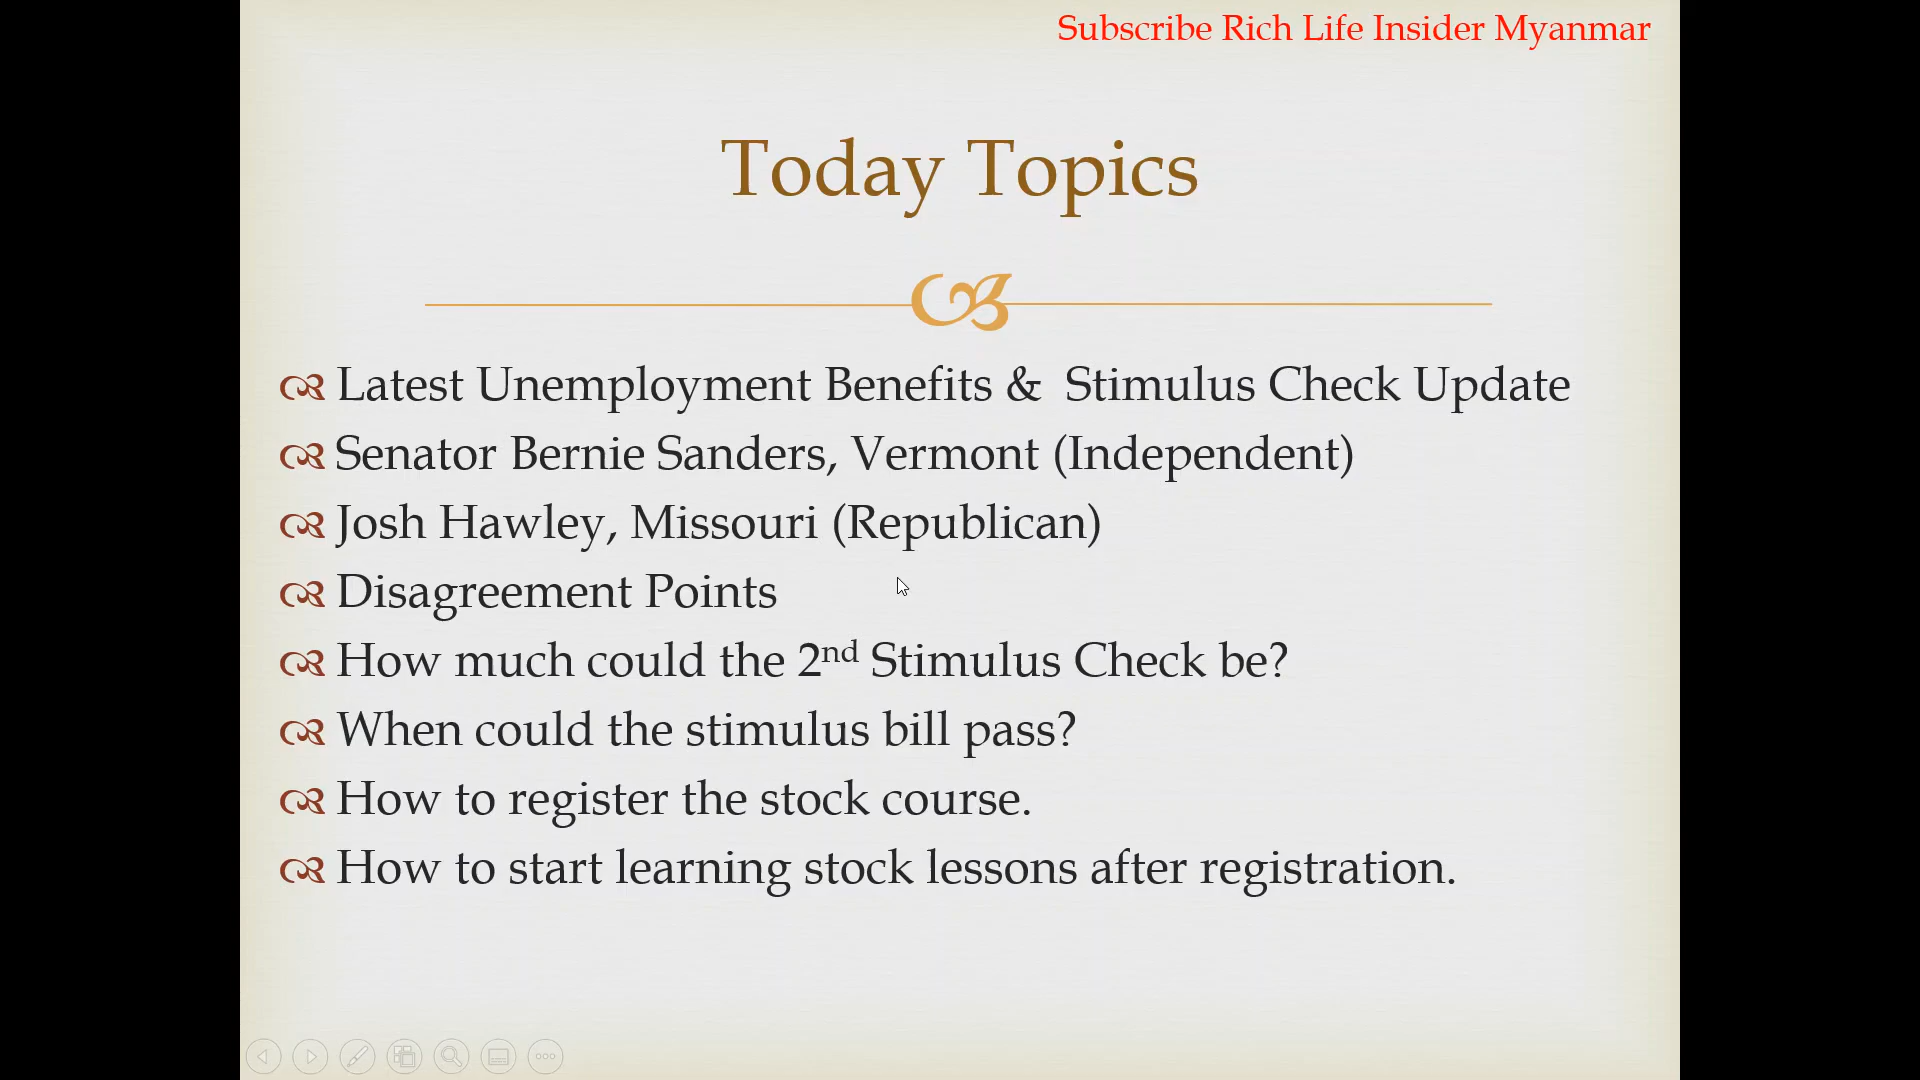 Subscribe Rich Life Insider Myanmar
Today Topics
Latest Unemployment Benefits & Stimulus Check Update
Senator Bernie Sanders, Vermont (Independent)
Josh Hawley, Missouri (Republican)
Disagreement Points
How much could the 2nd Stimulus Check be?
When could the stimulus bill pass?
How to register the stock course.
How to start learning stock lessons after registration.